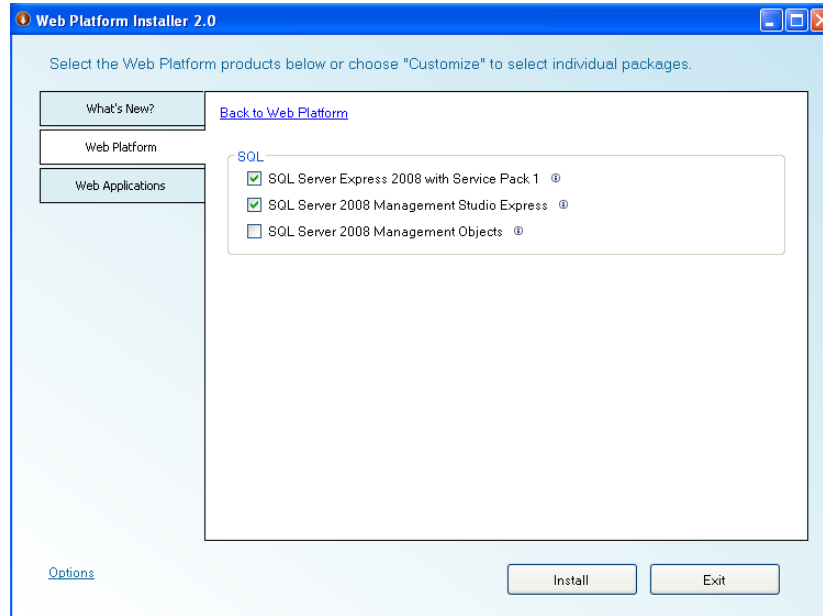 Web Platform Installer 2.0
Select the Web Platform products below or choose "Customize" to select individual packages.
What's New?
Web Platform
Web Applications
Back to Web Platform
SQL
SQL Server Express 2008 with Service Pack 1
SQL Server 2008 Management Studio Express
SQL Server 2008 Management Objects
Options
Install
Exit